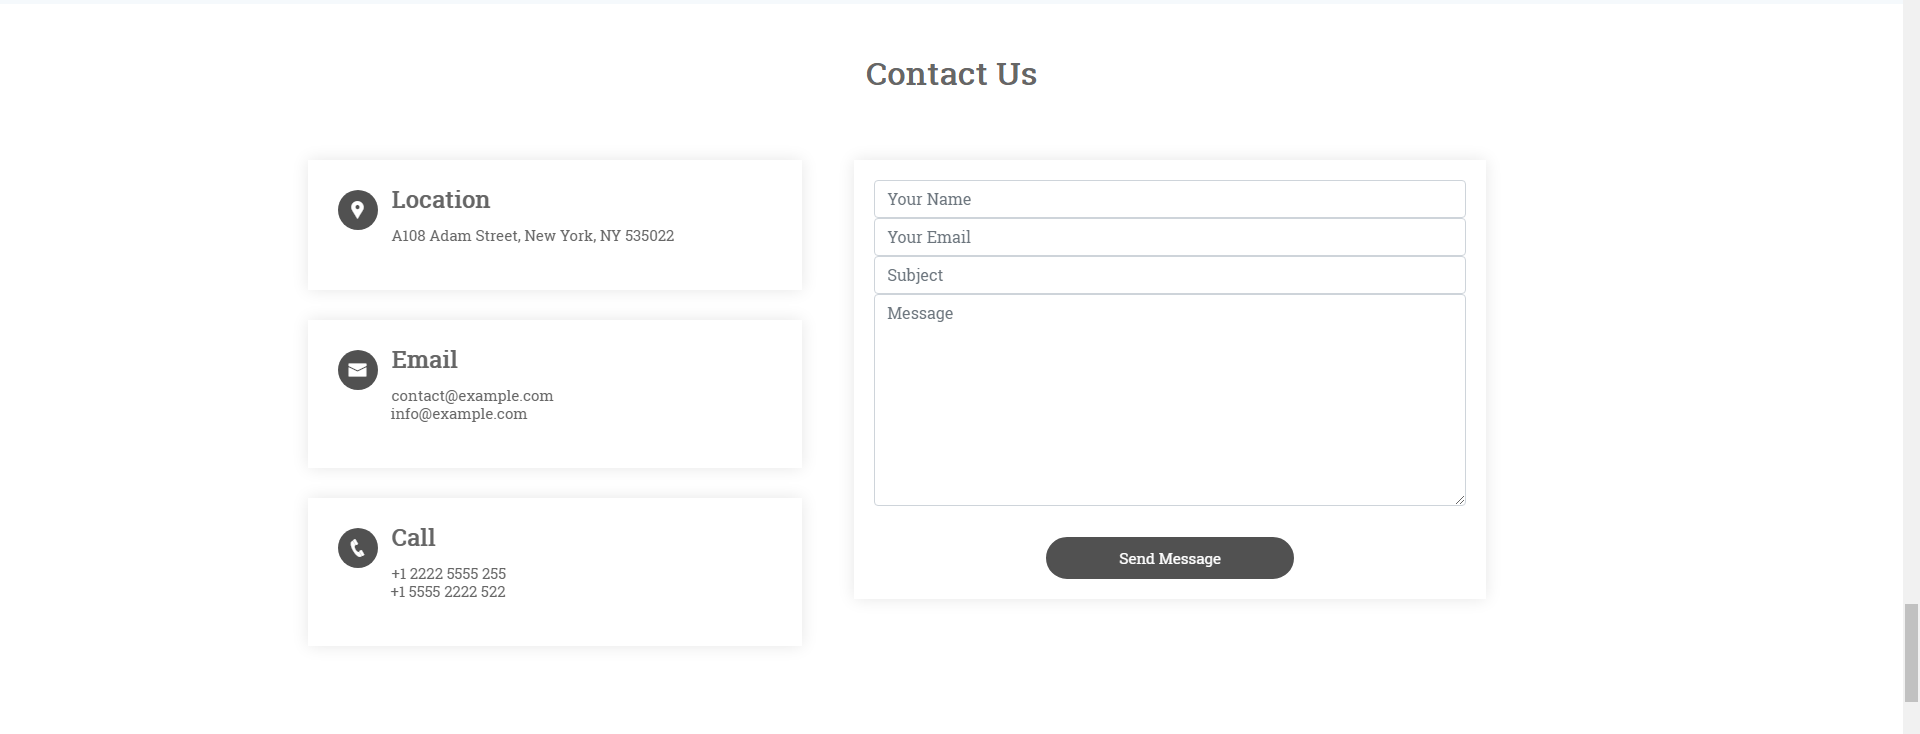 Contact Us
Location
A108 Adam Street, New York, NY 535022
Email
contact@example.com
info@example.com
Call
+1 2222 5555 255
+1 5555 2222 522
Your Name
Your Email
Subject
Message
Send Message